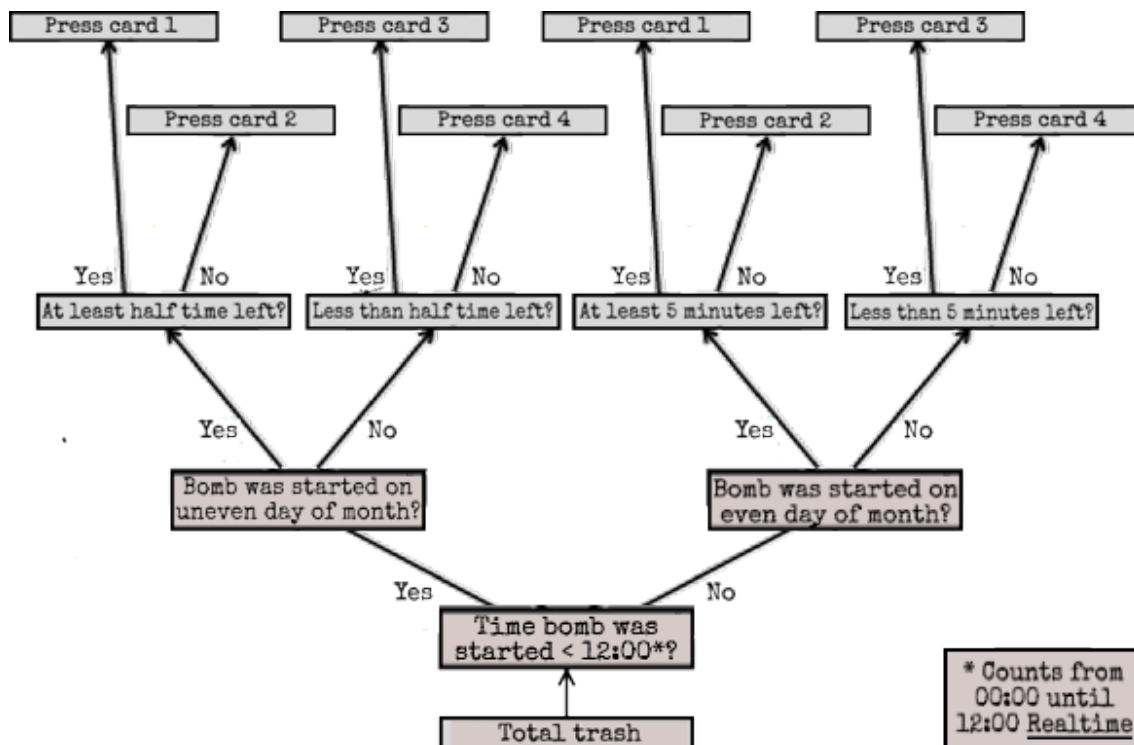 Press card 1
Press card 3
Press card 1
Press card 3
Press card 2
Press card 4
Press card 2
Press card 4
Yes
No
Yes
No
Yes
No
Yes
No
At least half time left?
Less than half time left?
At least 5 minutes left?
Less than 5 minutes left?
Yes
No
Yes
No
Bomb was started on
uneven day of month?
Bomb was started on
even day of month?
Yes
No
Time bomb was
started < 12:00*?
* Counts from
00:00 until
12:00 Realtime
Total trash